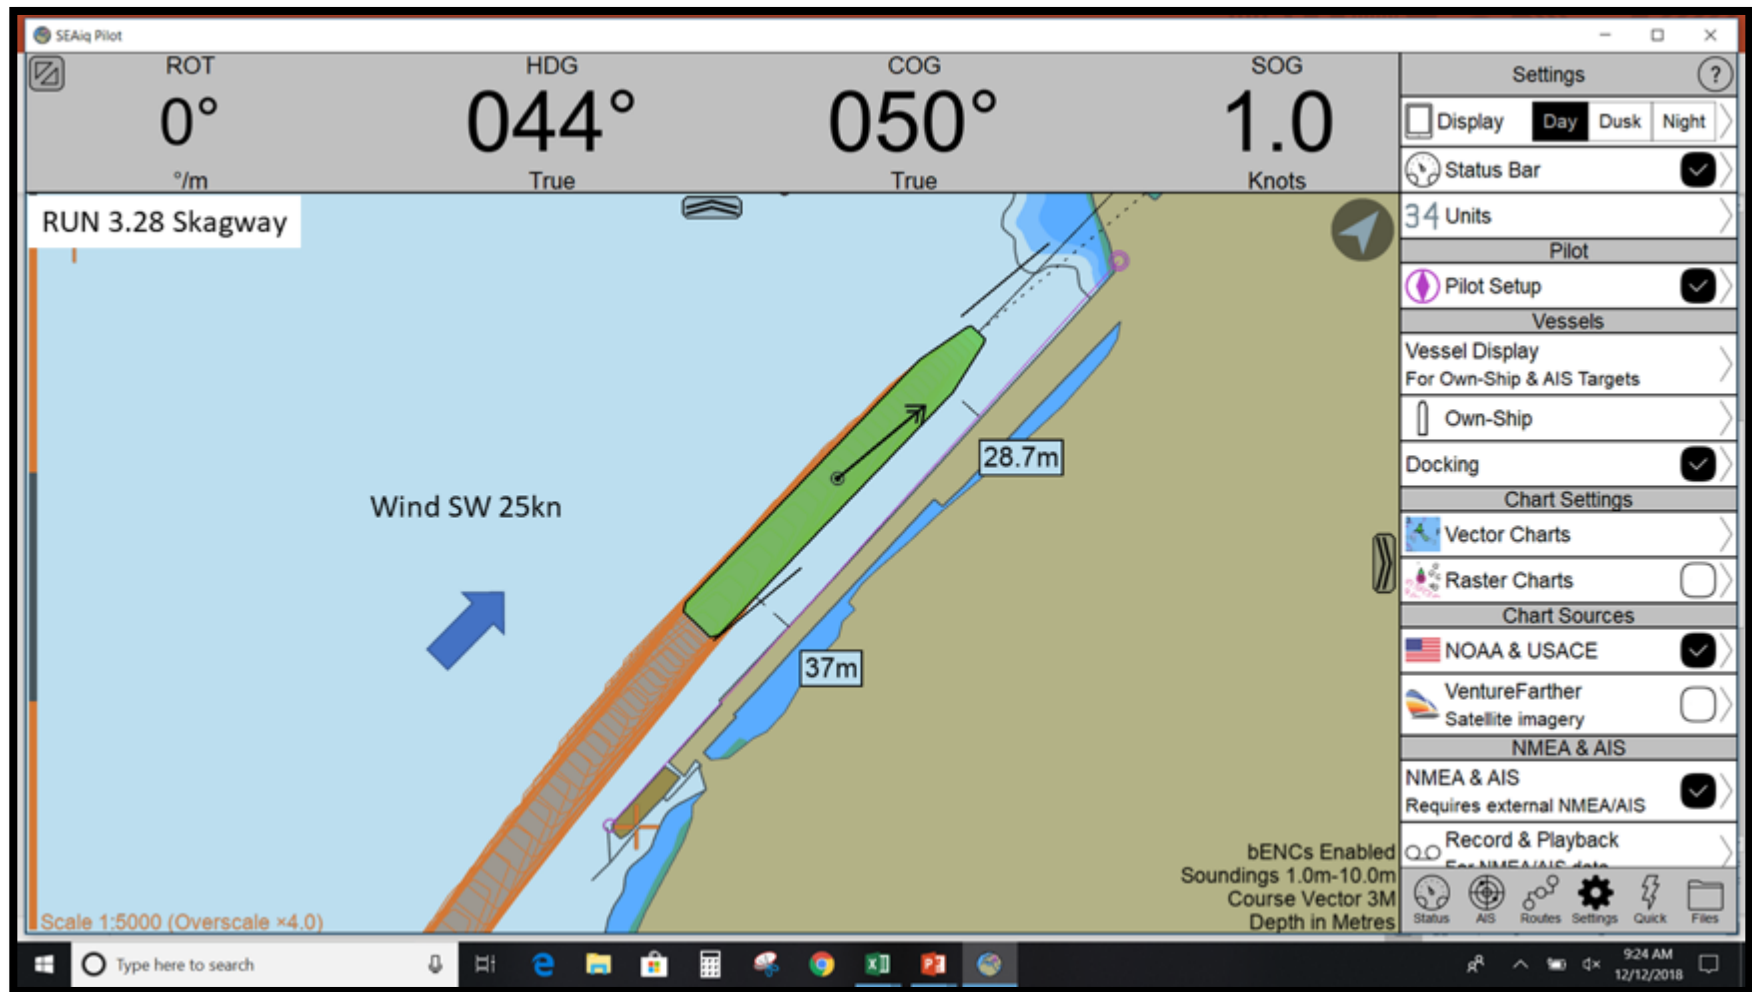 SEAiq Pilot
ROT
HDG
COG
SOG
0°
044°
050°
1.0
°/m
True
True
Knots
RUN 3.28 Skagway
Wind SW 25kn
28.7m
37m
bENCs Enabled
Soundings 1.0m-10.0m
Course Vector 3M
Depth in Metres
Scale 1:5000 (Overscale ×4.0)
Settings
?
Display Day Dusk Night
Status Bar
34 Units
Pilot
Pilot Setup
Vessels
Vessel Display
For Own-Ship & AIS Targets
Own-Ship
Docking
Chart Settings
Vector Charts
Raster Charts
Chart Sources
NOAA & USACE
VentureFarther
Satellite imagery
NMEA & AIS
NMEA & AIS
Requires external NMEA/AIS
Record & Playback
For NMEA/AIS data
Status AIS Routes Settings Quick Files
Type here to search
9:24 AM
12/12/2018